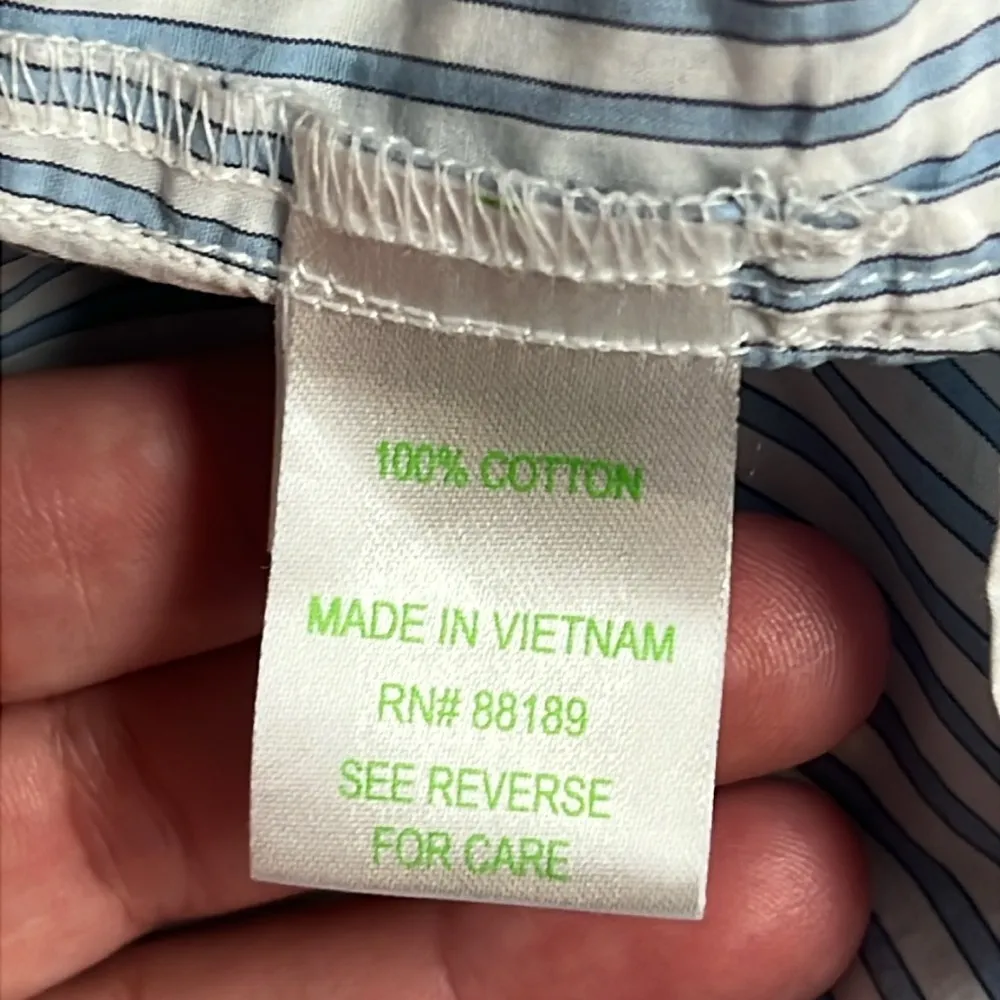 100% COTTON
MADE IN VIETNAM
RN# 88189
SEE REVERSE
FOR CARE